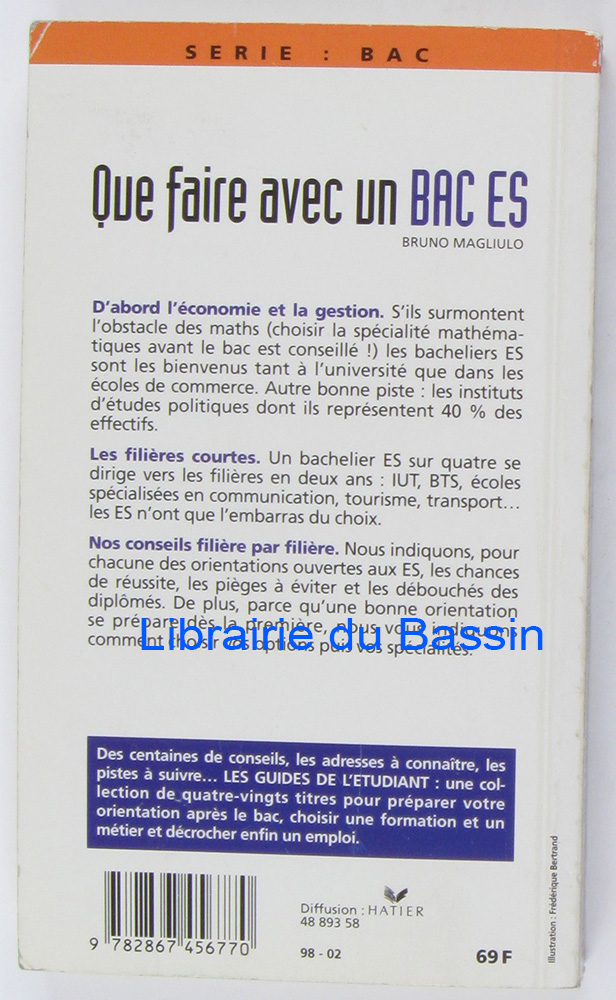 SERIE : BAC
Que faire avec un BAC ES
BRUNO MAGLIULO
D'abord l'économie et la gestion. S'ils surmontent
l'obstacle des maths (choisir la spécialité mathéma-
tiques avant le bac est conseillé !) les bacheliers ES
sont les bienvenus tant à l'université que dans les
écoles de commerce. Autre bonne piste : les instituts
d'études politiques dont ils représentent 40 % des
effectifs.
Les filières courtes. Un bachelier ES sur quatre se
dirige vers les filières en deux ans : IUT, BTS, écoles
spécialisées en communication, tourisme, transport...
les ES n'ont que l'embarras du choix.
Nos conseils filière par filière. Nous indiquons, pour
chacune des orientations ouvertes aux ES, les chances
de réussite, les pièges à éviter et les débouchés des
diplômés. De plus, parce qu'une bonne orientation
se prépare dès la première, nous vous indiquons
comment choisir vos options puis vos spécialités.
Librairie du Bassin
Des centaines de conseils, les adresses à connaître, les
pistes à suivre... LES GUIDES DE L'ETUDIANT : une col-
lection de quatre-vingts titres pour préparer votre
orientation après le bac, choisir une formation et un
métier et décrocher enfin un emploi.
Diffusion : HATIER
48 893 58
98 - 02
69 F
9 782867 456770
Illustration : Frédérique Bertrand